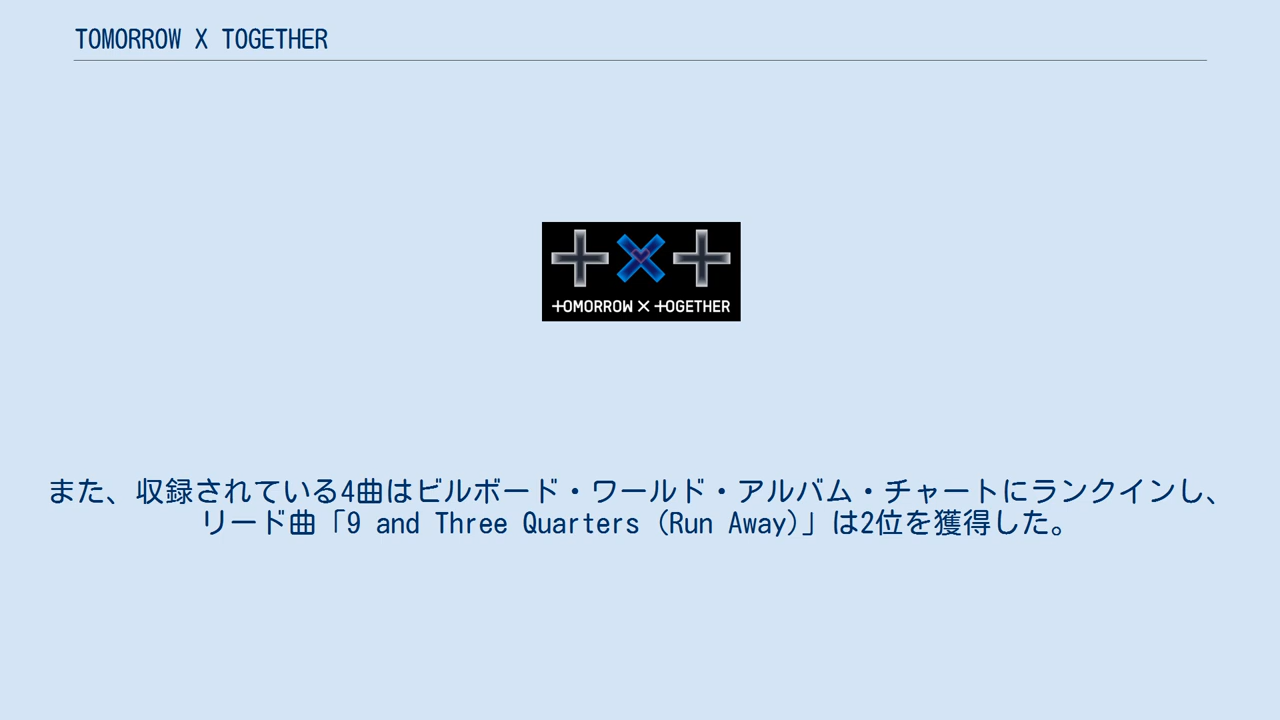 TOMORROW X TOGETHER
TOMORROW X TOGETHER
また、収録されている4曲はビルボード・ワールド・アルバム・チャートにランクインし、
リード曲「9 and Three Quarters (Run Away)」は2位を獲得した。